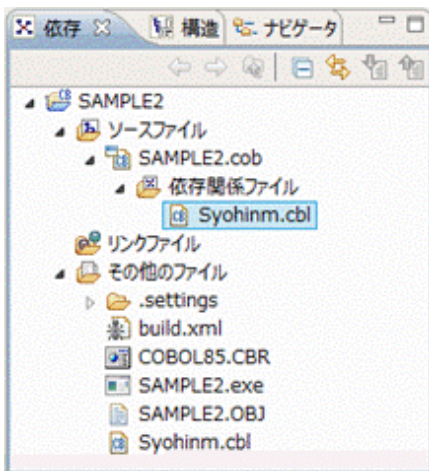 依存 構造 ナビゲータ
SAMPLE2
ソースファイル
SAMPLE2.cob
依存関係ファイル
Syohinm.cbl
リンクファイル
その他のファイル
.settings
build.xml
COBOL85.CBR
SAMPLE2.exe
SAMPLE2.OBJ
Syohinm.cbl